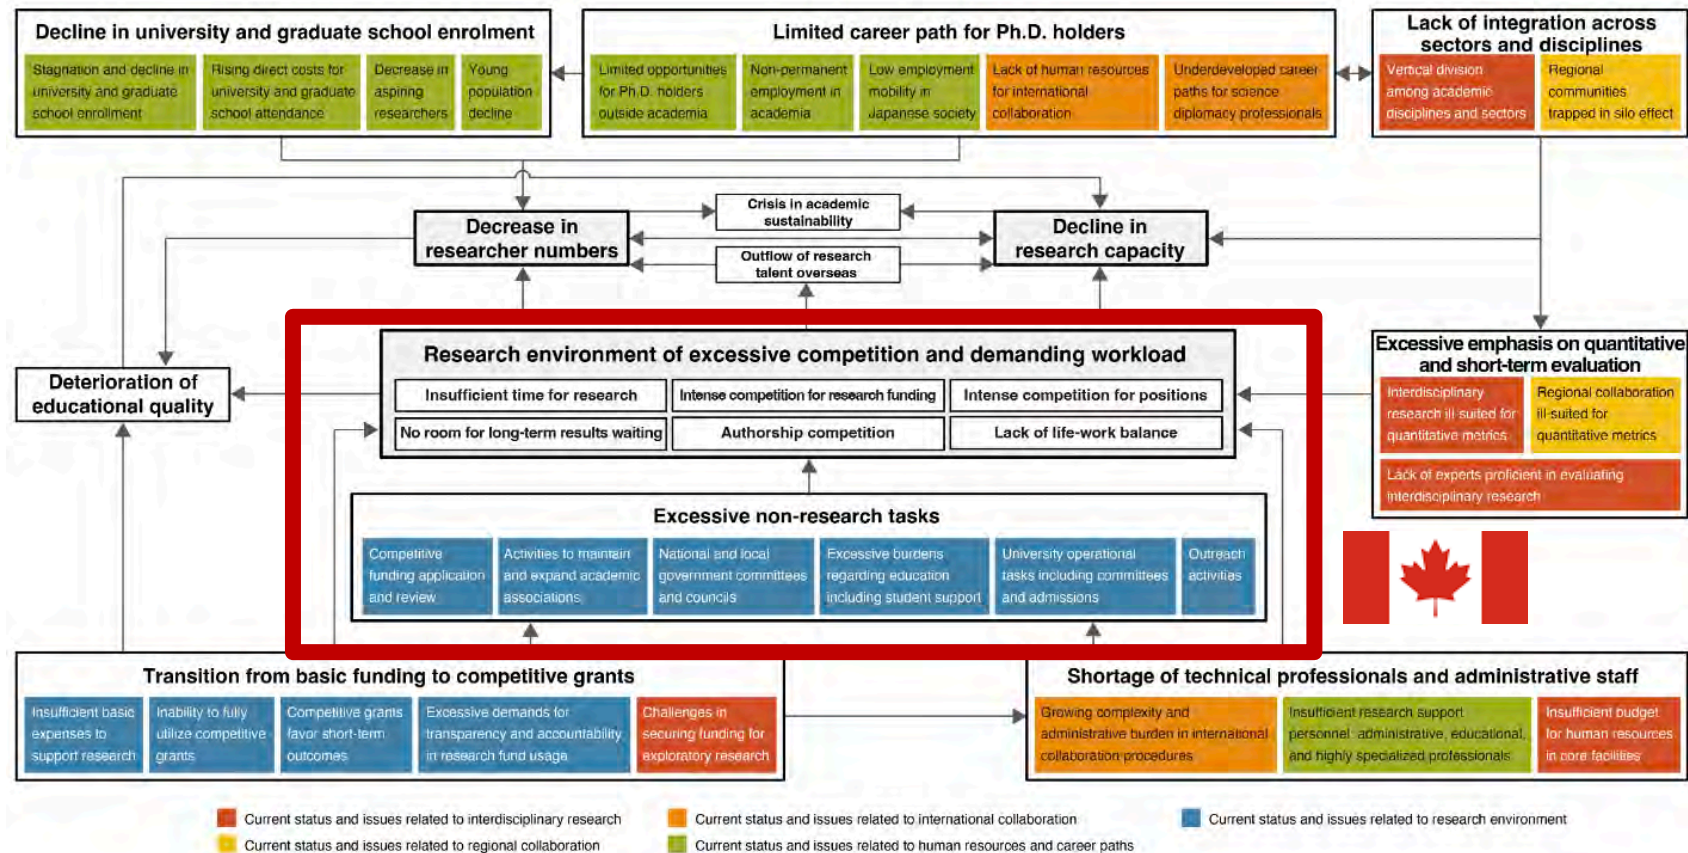 Decline in university and graduate school enrolment
Stagnation and decline in
university and graduate
school enrollment
Rising direct costs for
university and graduate
school attendance
Decrease in
aspiring
researchers
Young
population
decline
Limited career path for Ph.D. holders
Limited opportunities
for Ph.D. holders
outside academia
Non-permanent
employment in
academia
Low employment
mobility in
Japanese society
Lack of human resources
for international
collaboration
Underdeveloped career
paths for science
diplomacy professionals
Lack of integration across
sectors and disciplines
Vertical division
among academic
disciplines and sectors
Regional
communities
trapped in silo effect
Crisis in academic
sustainability
Decrease in
researcher numbers
Decline in
research capacity
Outflow of research
talent overseas
Research environment of excessive competition and demanding workload
Insufficient time for research
Intense competition for research funding
Intense competition for positions
No room for long-term results waiting
Authorship competition
Lack of life-work balance
Deterioration of
educational quality
Excessive emphasis on quantitative
and short-term evaluation
Interdisciplinary
research ill-suited for
quantitative metrics
Regional collaboration
ill-suited for
quantitative metrics
Lack of experts proficient in evaluating
interdisciplinary research
Excessive non-research tasks
Competitive
funding application
and review
Activities to maintain
and expand academic
associations
National and local
government committees
and councils
Excessive burdens
regarding education
including student support
University operational
tasks including committees
and admissions
Outreach
activities
Transition from basic funding to competitive grants
Insufficient basic
expenses to
support research
Inability to fully
utilize competitive
grants
Competitive grants
favor short-term
outcomes
Excessive demands for
transparency and accountability
in research fund usage
Challenges in
securing funding for
exploratory research
Shortage of technical professionals and administrative staff
Growing complexity and
administrative burden in international
collaboration procedures
Insufficient research support
personnel: administrative, educational,
and highly specialized professionals
Insufficient budget
for human resources
in core facilities
Current status and issues related to interdisciplinary research
Current status and issues related to international collaboration
Current status and issues related to research environment
Current status and issues related to regional collaboration
Current status and issues related to human resources and career paths